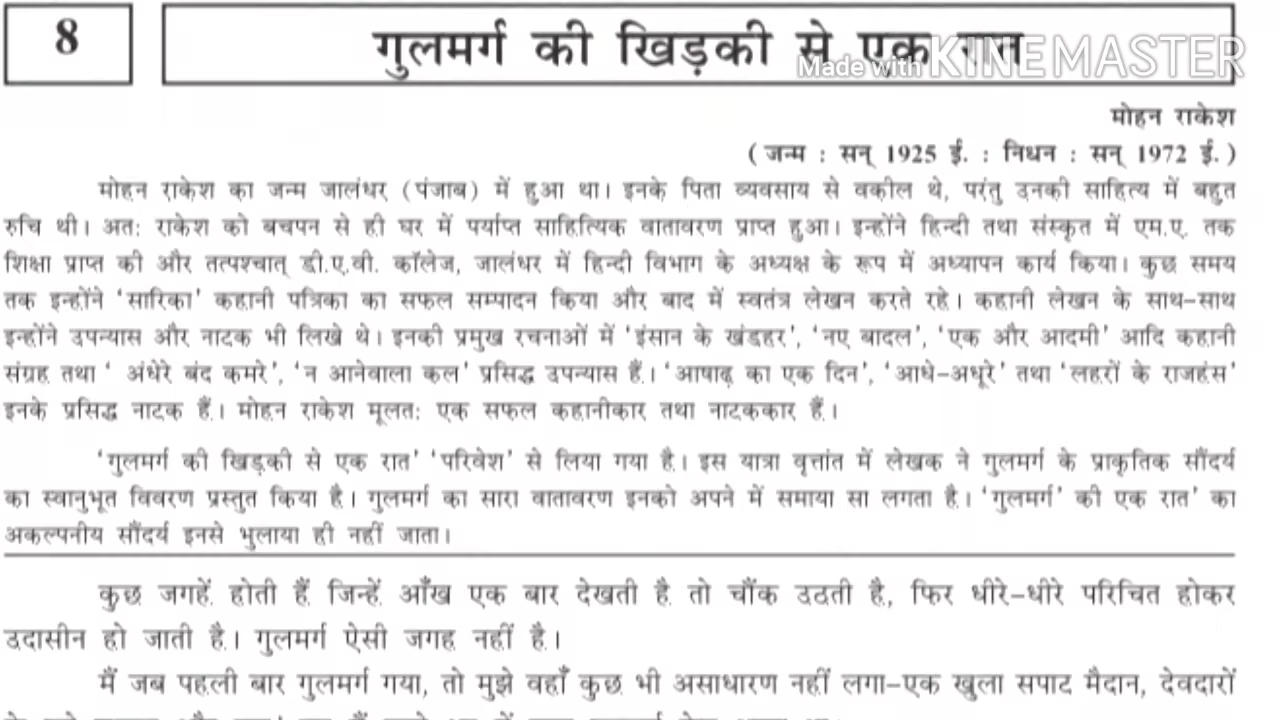 8
गुलमर्ग की खिड़की से एक रात
Made with KINEMASTER
मोहन राकेश
( जन्म : सन् 1925 ई. : निधन : सन् 1972 ई. )
मोहन राकेश का जन्म जालंधर (पंजाब) में हुआ था। इनके पिता व्यवसाय से वकील थे, परंतु उनकी साहित्य में बहुत
रुचि थी। अतः राकेश को बचपन से ही घर में पर्याप्त साहित्यिक वातावरण प्राप्त हुआ। इन्होंने हिन्दी तथा संस्कृत में एम.ए. तक
शिक्षा प्राप्त की और तत्पश्चात् डी.ए.वी. कॉलेज, जालंधर में हिन्दी विभाग के अध्यक्ष के रूप में अध्यापन कार्य किया। कुछ समय
तक इन्होंने ‘सारिका’ कहानी पत्रिका का सफल सम्पादन किया और बाद में स्वतंत्र लेखन करते रहे। कहानी लेखन के साथ-साथ
इन्होंने उपन्यास और नाटक भी लिखे थे। इनकी प्रमुख रचनाओं में ‘इंसान के खंडहर’, ‘नए बादल’, ‘एक और आदमी’ आदि कहानी
संग्रह तथा ‘ अंधेरे बंद कमरे’, ‘न आनेवाला कल’ प्रसिद्ध उपन्यास हैं। ‘आषाढ़ का एक दिन’, ‘आधे-अधूरे’ तथा ‘लहरों के राजहंस’
इनके प्रसिद्ध नाटक हैं। मोहन राकेश मूलतः एक सफल कहानीकार तथा नाटककार हैं।
‘गुलमर्ग की खिड़की से एक रात’ ‘परिवेश’ से लिया गया है। इस यात्रा वृत्तांत में लेखक ने गुलमर्ग के प्राकृतिक सौंदर्य
का स्वानुभूत विवरण प्रस्तुत किया है। गुलमर्ग का सारा वातावरण इनको अपने में समाया सा लगता है। ‘गुलमर्ग’ की एक रात’ का
अकल्पनीय सौंदर्य इनसे भुलाया ही नहीं जाता।
कुछ जगहें होती हैं जिन्हें आँख एक बार देखती है तो चौंक उठती है, फिर धीरे-धीरे परिचित होकर
उदासीन हो जाती है। गुलमर्ग ऐसी जगह नहीं है।
मैं जब पहली बार गुलमर्ग गया, तो मुझे वहाँ कुछ भी असाधारण नहीं लगा-एक खुला सपाट मैदान, देवदारों